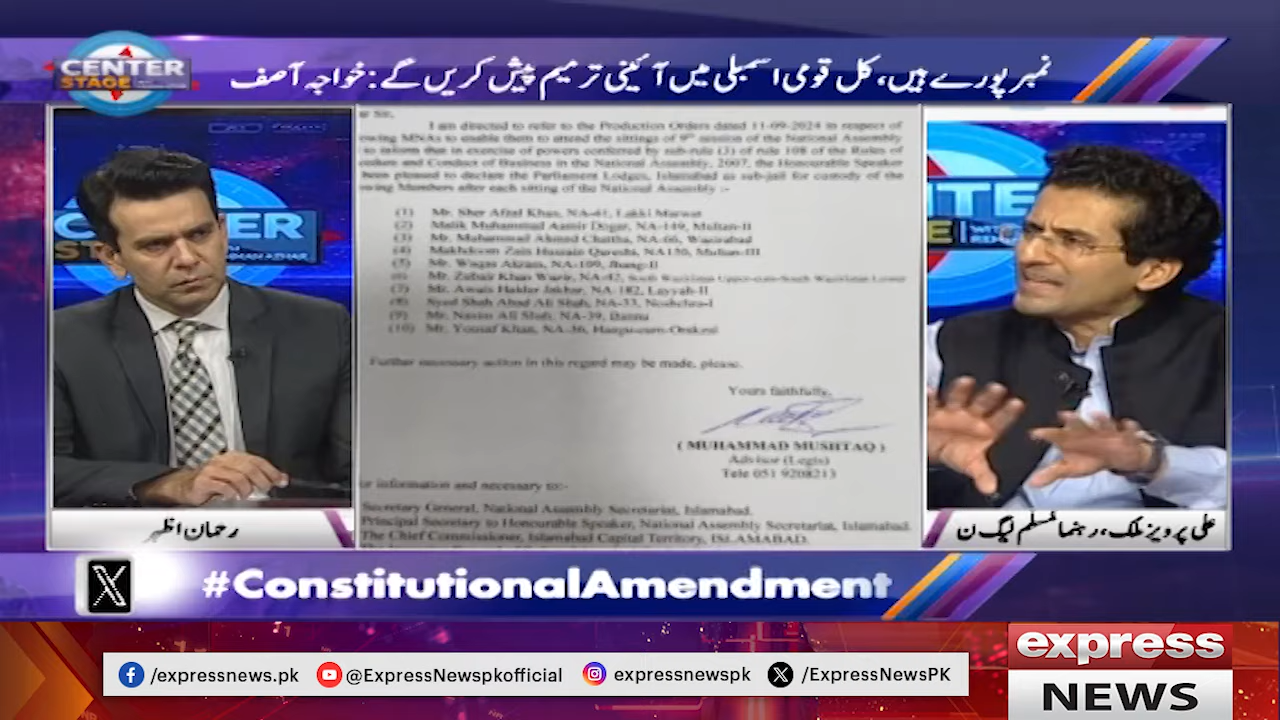 CENTER
STAGE
نمبر پورے ہیں، کل قومی اسمبلی میں آئینی ترمیم پیش کریں گے: خواجہ آصف
Sir,
I am directed to refer to the Production Orders dated 11-09-2024 in respect of
owing MNAs to enable them to attend the sittings of 9th session of the National Assembly
to inform that in exercise of powers conferred by sub-rule (3) of rule 108 of the Rules of
and Conduct of Business in the National Assembly, 2007, the Honourable Speaker
been pleased to declare the Parliament Lodges, Islamabad as sub-jail for custody of the
owing Members after each sitting of the National Assembly :-
(1) Mr. Sher Afzal Khan, NA-41, Lakki Marwat
(2) Malik Muhammad Aamir Dogar, NA-149, Multan-II
(3) Mr. Muhammad Ahmed Chattha, NA-66, Wazirabad
(4) Makhdoom Zain Hussain Qureshi, NA150, Multan-III
(5) Mr. Waqas Akram, NA-109, Jhang-II
(6) Mr. Zubair Khan Wazir, NA-42, South Waziristan Upper-cum-South Waziristan Lower
(7) Mr. Awais Haider Jakhar, NA-182, Layyah-II
(8) Syed Shah Ahad Ali Shah, NA-33, Noshehra-I
(9) Mr. Nasim Ali Shah, NA-39, Bannu
(10) Mr. Yousaf Khan, NA-36, Hangu-cum-Orakzai
Further necessary action in this regard may be made, please.
Yours faithfully,
( MUHAMMAD MUSHTAQ )
Advisor (Legis)
Tele 051 9208213
or information and necessary to:-
Secretary General, National Assembly Secretariat, Islamabad.
Principal Secretary to Honourable Speaker, National Assembly Secretariat, Islamabad.
The Chief Commissioner, Islamabad Capital Territory, ISLAMABAD.
CENTER
STAGE
رحمان اظہر
علی پرویز ملک، رہنما مسلم لیگ ن
#ConstitutionalAmendment
/expressnews.pk
@ExpressNewspkofficial
expressnewspk
/ExpressNewsPK
express
NEWS